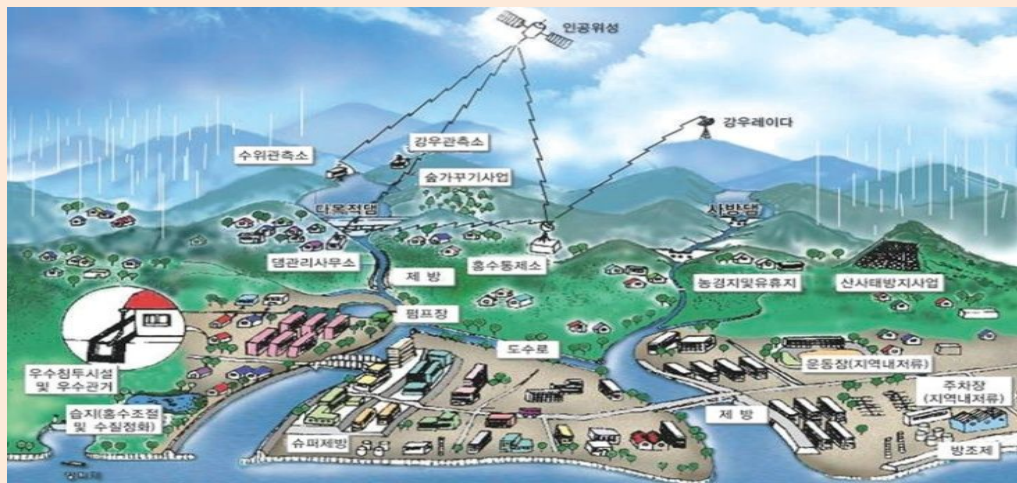 인공위성
강우레이다
수위관측소
강우관측소
숲가꾸기사업
다목적댐
사방댐
댐관리사무소
홍수통제소
제방
농경지및유휴지
산사태방지사업
펌프장
도수로
우수침투시설
및 우수관거
운동장(지역내저류)
주차장
(지역내저류)
습지(홍수조절
및 수질정화)
제방
슈퍼제방
방조제